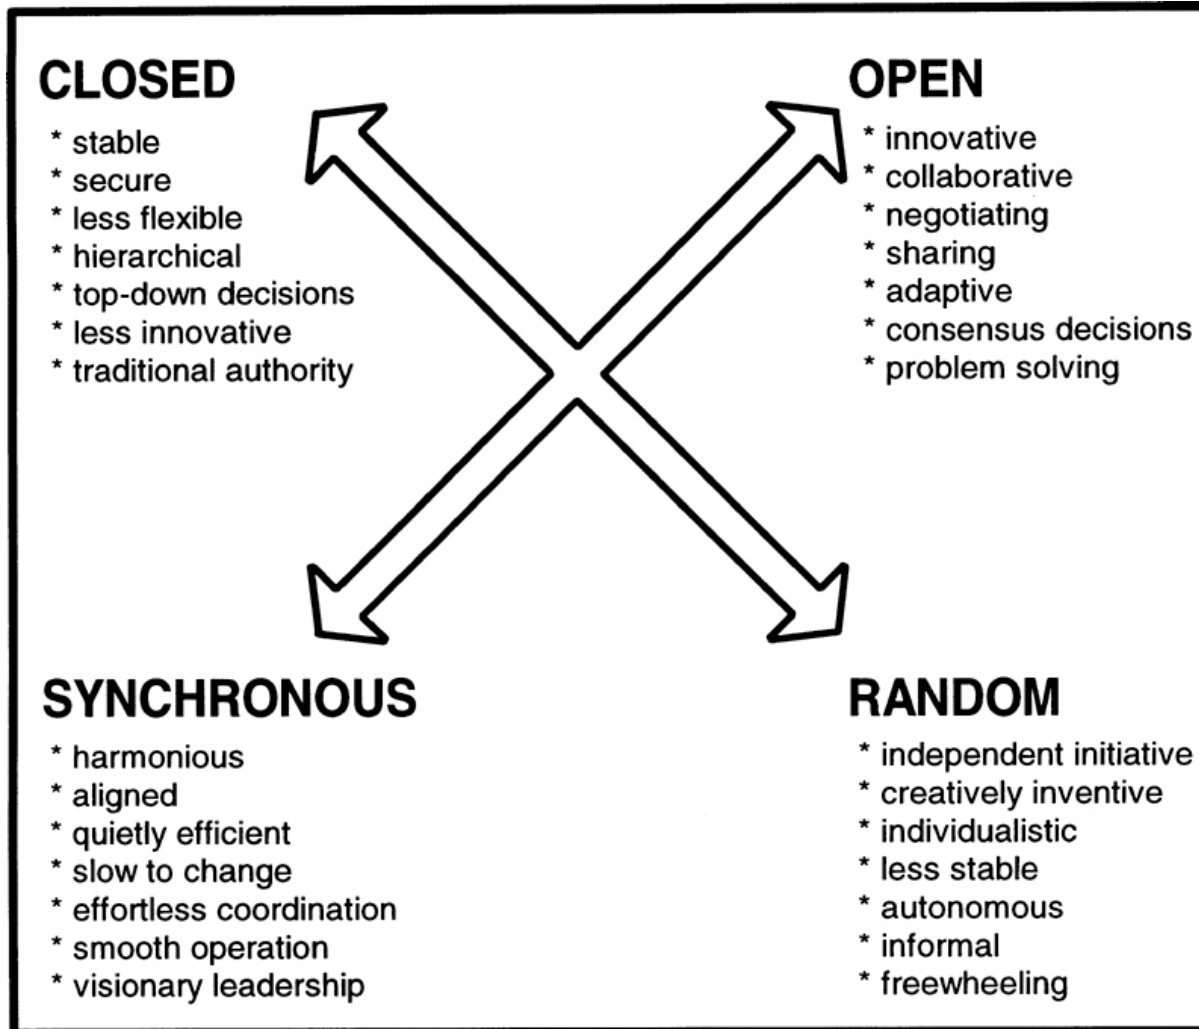 CLOSED
* stable
* secure
* less flexible
* hierarchical
* top-down decisions
* less innovative
* traditional authority
OPEN
* innovative
* collaborative
* negotiating
* sharing
* adaptive
* consensus decisions
* problem solving
SYNCHRONOUS
* harmonious
* aligned
* quietly efficient
* slow to change
* effortless coordination
* smooth operation
* visionary leadership
RANDOM
* independent initiative
* creatively inventive
* individualistic
* less stable
* autonomous
* informal
* freewheeling